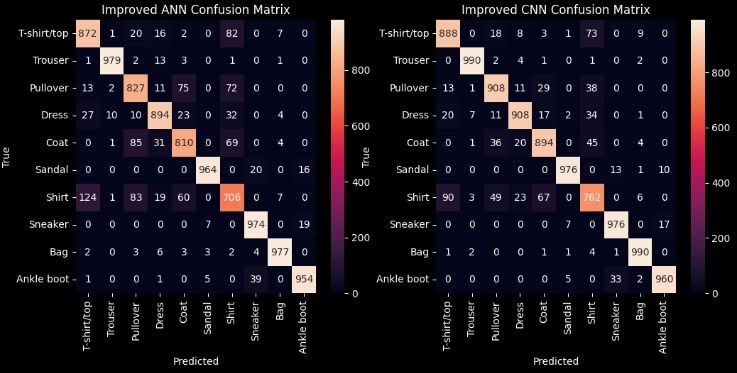 Improved ANN Confusion Matrix
T-shirt/top 872 1 20 16 2 0 82 0 7 0
Trouser 1 979 2 13 3 0 1 0 1 0
Pullover 13 2 827 11 75 0 72 0 0 0
Dress 27 10 10 894 23 0 32 0 4 0
Coat 0 1 85 31 810 0 69 0 4 0
Sandal 0 0 0 0 0 964 0 20 0 16
Shirt 124 1 83 19 60 0 706 0 7 0
Sneaker 0 0 0 0 0 7 0 974 0 19
Bag 2 0 3 6 3 3 2 4 977 0
Ankle boot 1 0 0 1 0 5 0 39 0 954
True
T-shirt/top Trouser Pullover Dress Coat Sandal Shirt Sneaker Bag Ankle boot
Predicted
800
600
400
200
0
Improved CNN Confusion Matrix
T-shirt/top 888 0 18 8 3 1 73 0 9 0
Trouser 0 990 2 4 1 0 2 0 1 0
Pullover 13 1 908 11 29 0 38 0 0 0
Dress 20 7 11 908 17 2 34 0 1 0
Coat 0 1 36 20 894 0 45 0 4 0
Sandal 0 0 0 0 0 976 0 13 1 10
Shirt 90 3 49 23 67 0 762 0 6 0
Sneaker 0 0 0 0 0 7 0 976 0 17
Bag 1 2 0 0 1 1 4 1 990 0
Ankle boot 0 0 0 0 0 5 0 33 2 960
True
T-shirt/top Trouser Pullover Dress Coat Sandal Shirt Sneaker Bag Ankle boot
Predicted
800
600
400
200
0